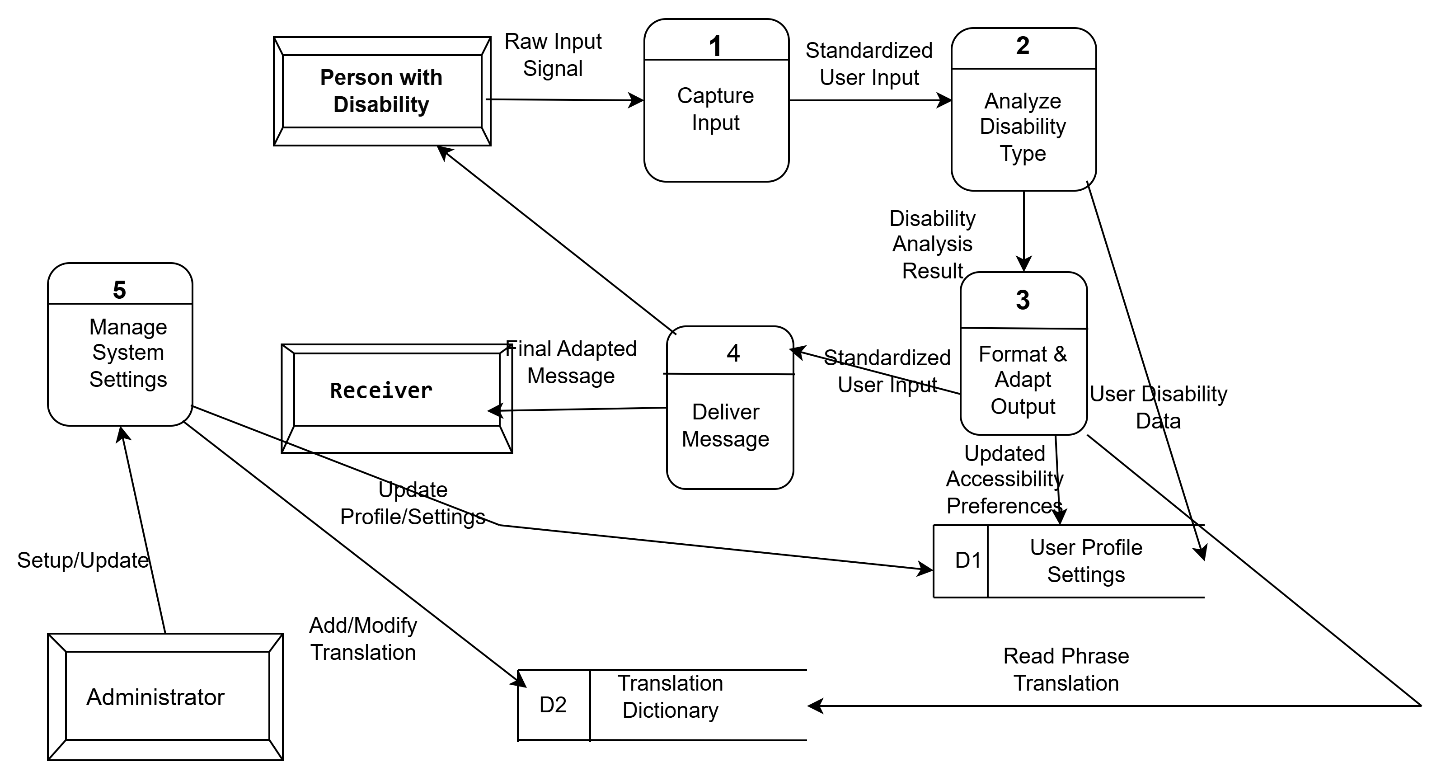 Person with
Disability
Raw Input
Signal
1
Capture
Input
Standardized
User Input
2
Analyze
Disability
Type
Disability
Analysis
Result
5
Manage
System
Settings
Receiver
Final Adapted
Message
4
Deliver
Message
Standardized
User Input
3
Format &
Adapt
Output
User Disability
Data
Updated
Accessibility
Preferences
Update
Profile/Settings
D1
User Profile
Settings
Setup/Update
Add/Modify
Translation
Administrator
D2
Translation
Dictionary
Read Phrase
Translation